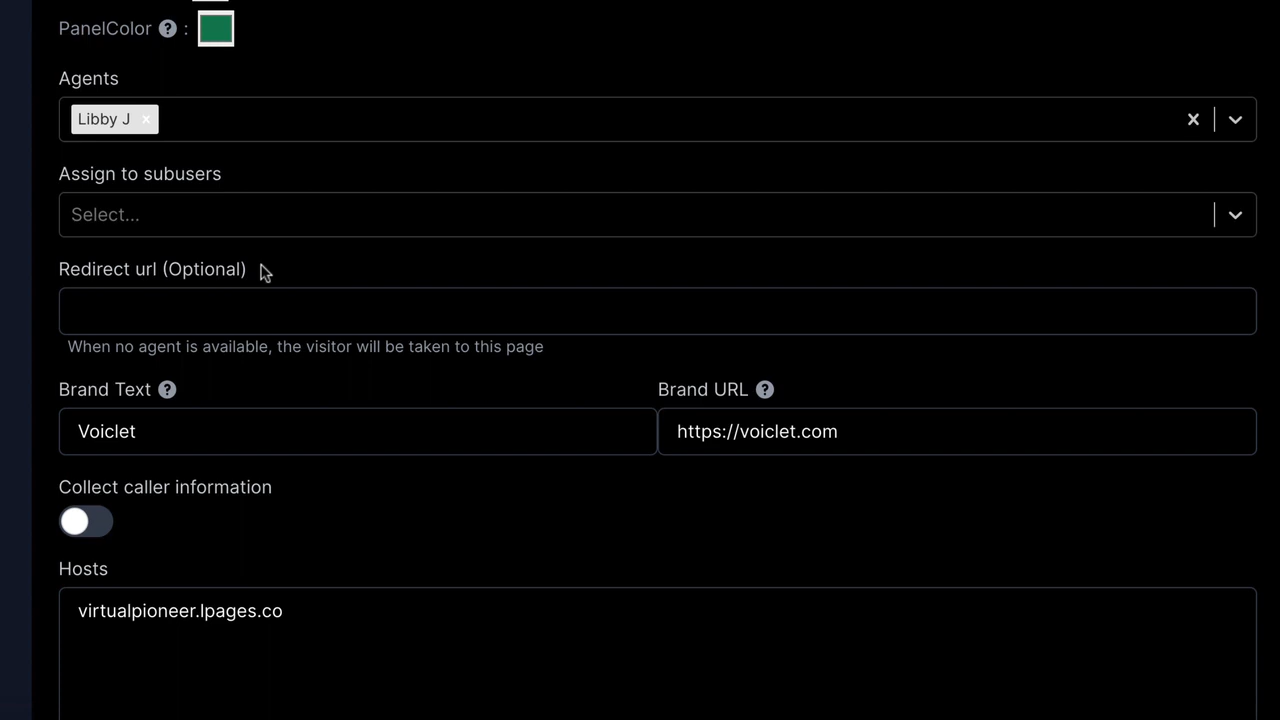 PanelColor ? :
Agents
Libby J ×
Assign to subusers
Select...
Redirect url (Optional)
When no agent is available, the visitor will be taken to this page
Brand Text ? Brand URL ?
Voiclet https://voiclet.com
Collect caller information
Hosts
virtualpioneer.lpages.co